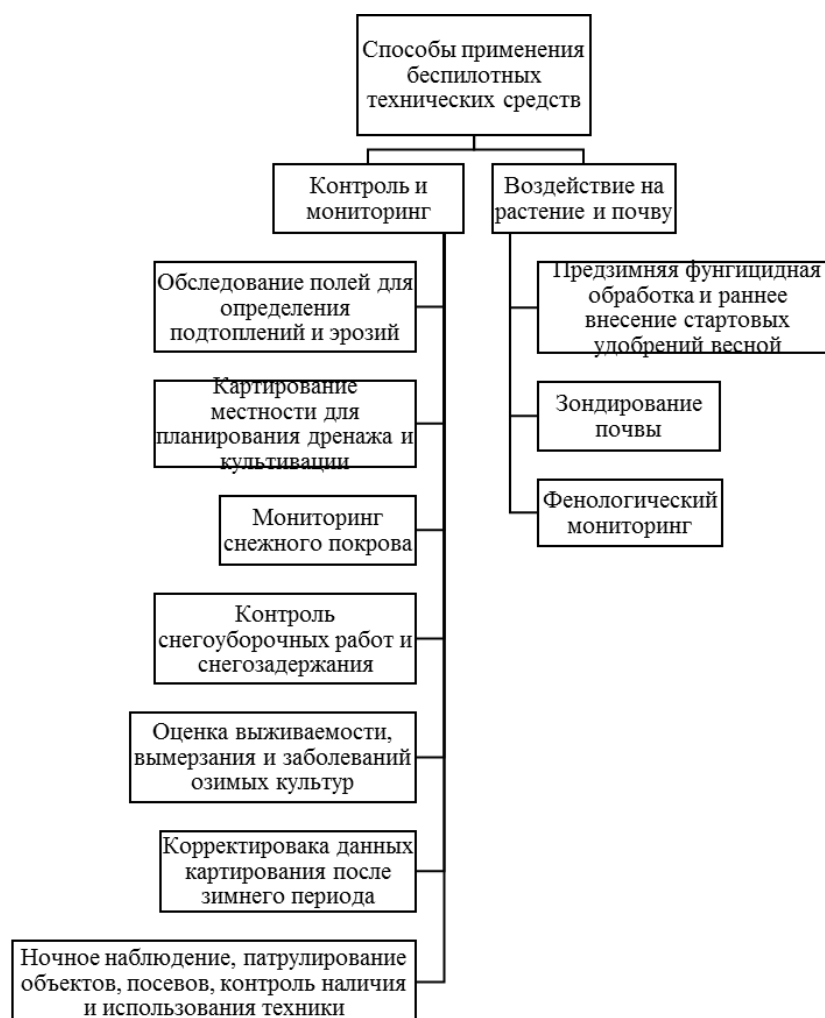 Способы применения
беспилотных
технических средств
Контроль и
мониторинг
Воздействие на
растение и почву
Обследование полей для
определения
подтоплений и эрозий
Картирование
местности для
планирования дренажа и
культивации
Мониторинг
снежного покрова
Контроль
снегоуборочных работ и
снегозадержания
Оценка выживаемости,
вымерзания и заболеваний
озимых культур
Корректировака данных
картирования после
зимнего периода
Ночное наблюдение, патрулирование
объектов, посевов, контроль наличия
и использования техники
Предзимняя фунгицидная
обработка и раннее
внесение стартовых
удобрений весной
Зондирование
почвы
Фенологический
мониторинг